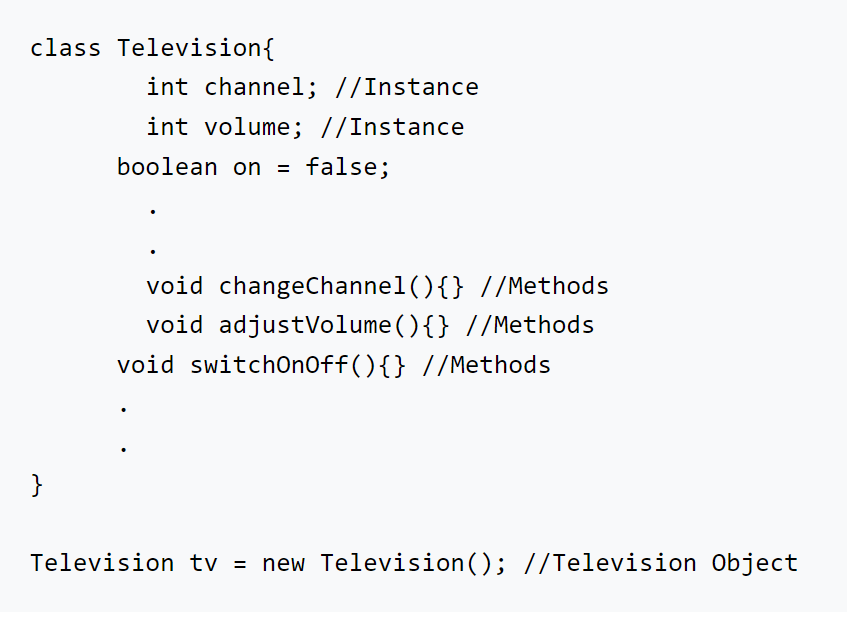 class Television{
int channel; //Instance
int volume; //Instance
boolean on = false;
.
.
void changeChannel(){} //Methods
void adjustVolume(){} //Methods
void switchOnOff(){} //Methods
.
.
}
Television tv = new Television(); //Television Object